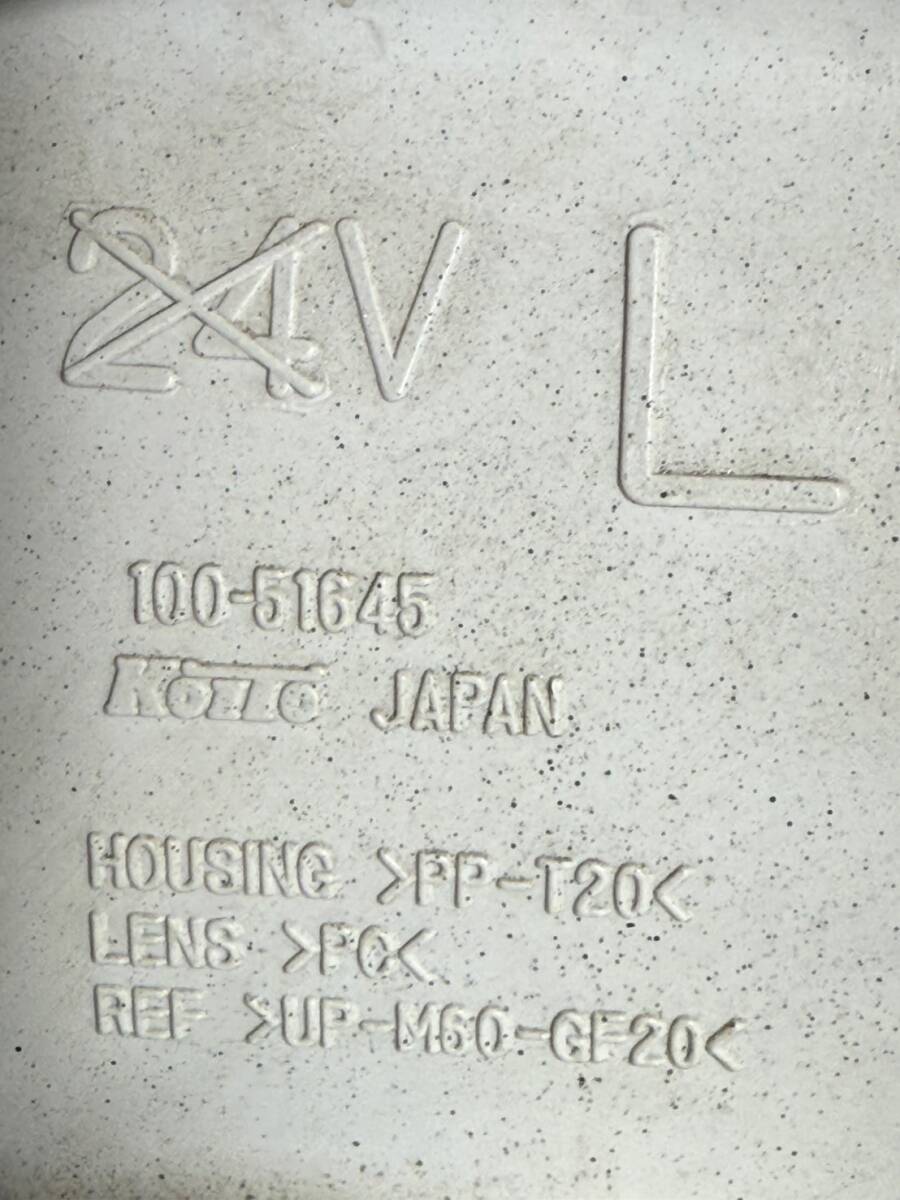 24V L
100-51645
KOITO JAPAN
HOUSING >PP-T20<
LENS >PC<
REF >UP-M60-GF20<